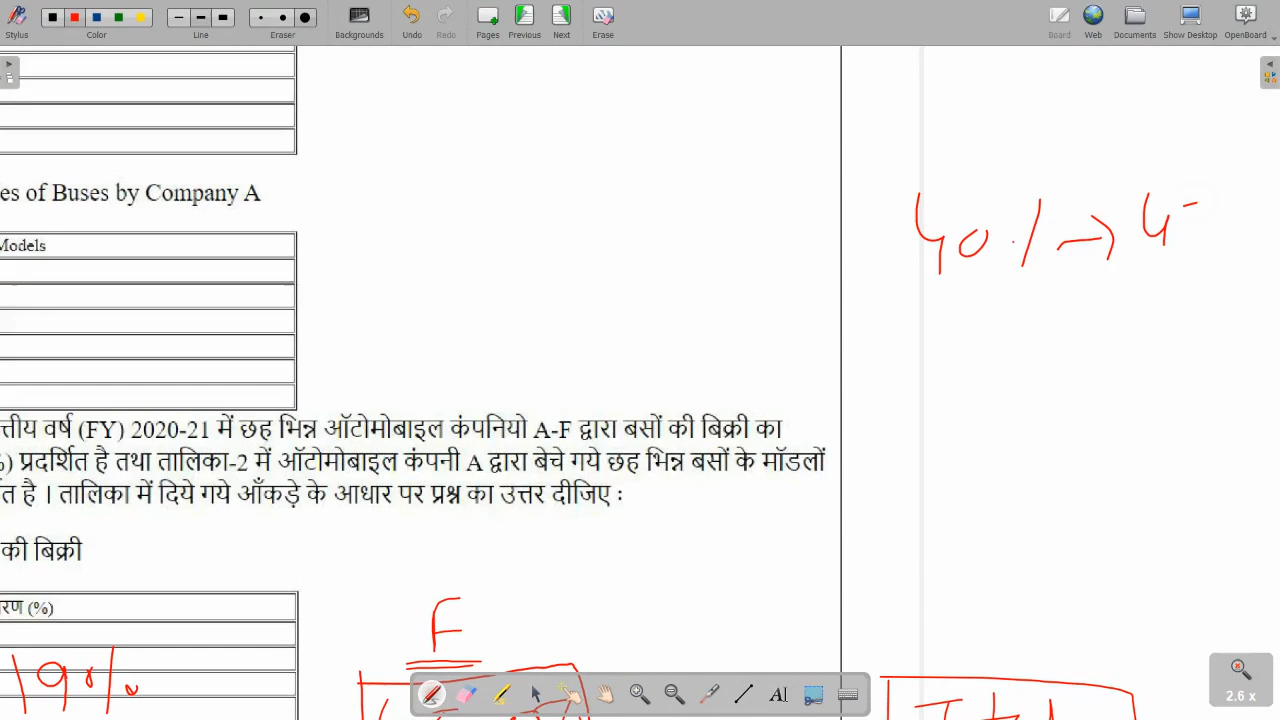 Stylus Color Line Eraser Backgrounds Undo Redo Pages Previous Next Erase Board Web Documents Show Desktop OpenBoard
es of Buses by Company A
Models
40% → 4
त्तीय वर्ष (FY) 2020-21 में छह भिन्न ऑटोमोबाइल कंपनियो A-F द्वारा बसों की बिक्री का
%) प्रदर्शित है तथा तालिका-2 में ऑटोमोबाइल कंपनी A द्वारा बेचे गये छह भिन्न बसों के मॉडलों
ित है । तालिका में दिये गये आँकड़े के आधार पर प्रश्न का उत्तर दीजिए :
की बिक्री
रण (%)
F
19%
2.6 x